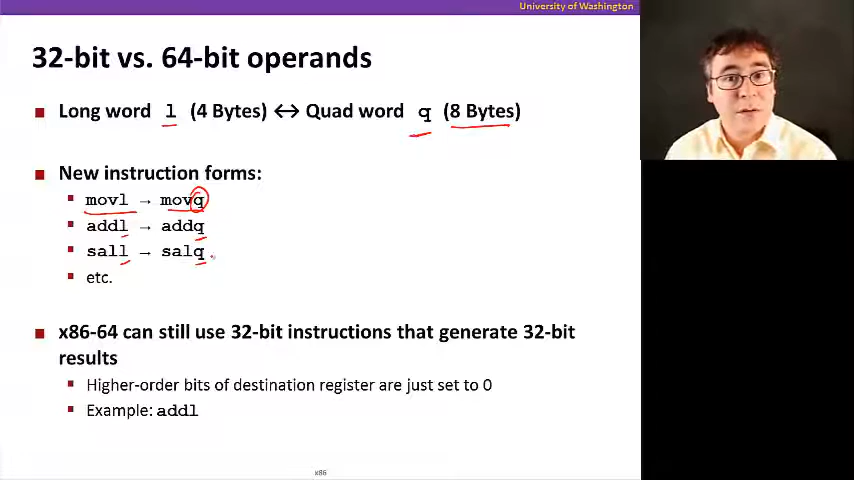 University of Washington
32-bit vs. 64-bit operands
Long word l (4 Bytes) ↔ Quad word q (8 Bytes)
New instruction forms:
movl → movq
addl → addq
sall → salq
etc.
x86-64 can still use 32-bit instructions that generate 32-bit
results
Higher-order bits of destination register are just set to 0
Example: addl
x86